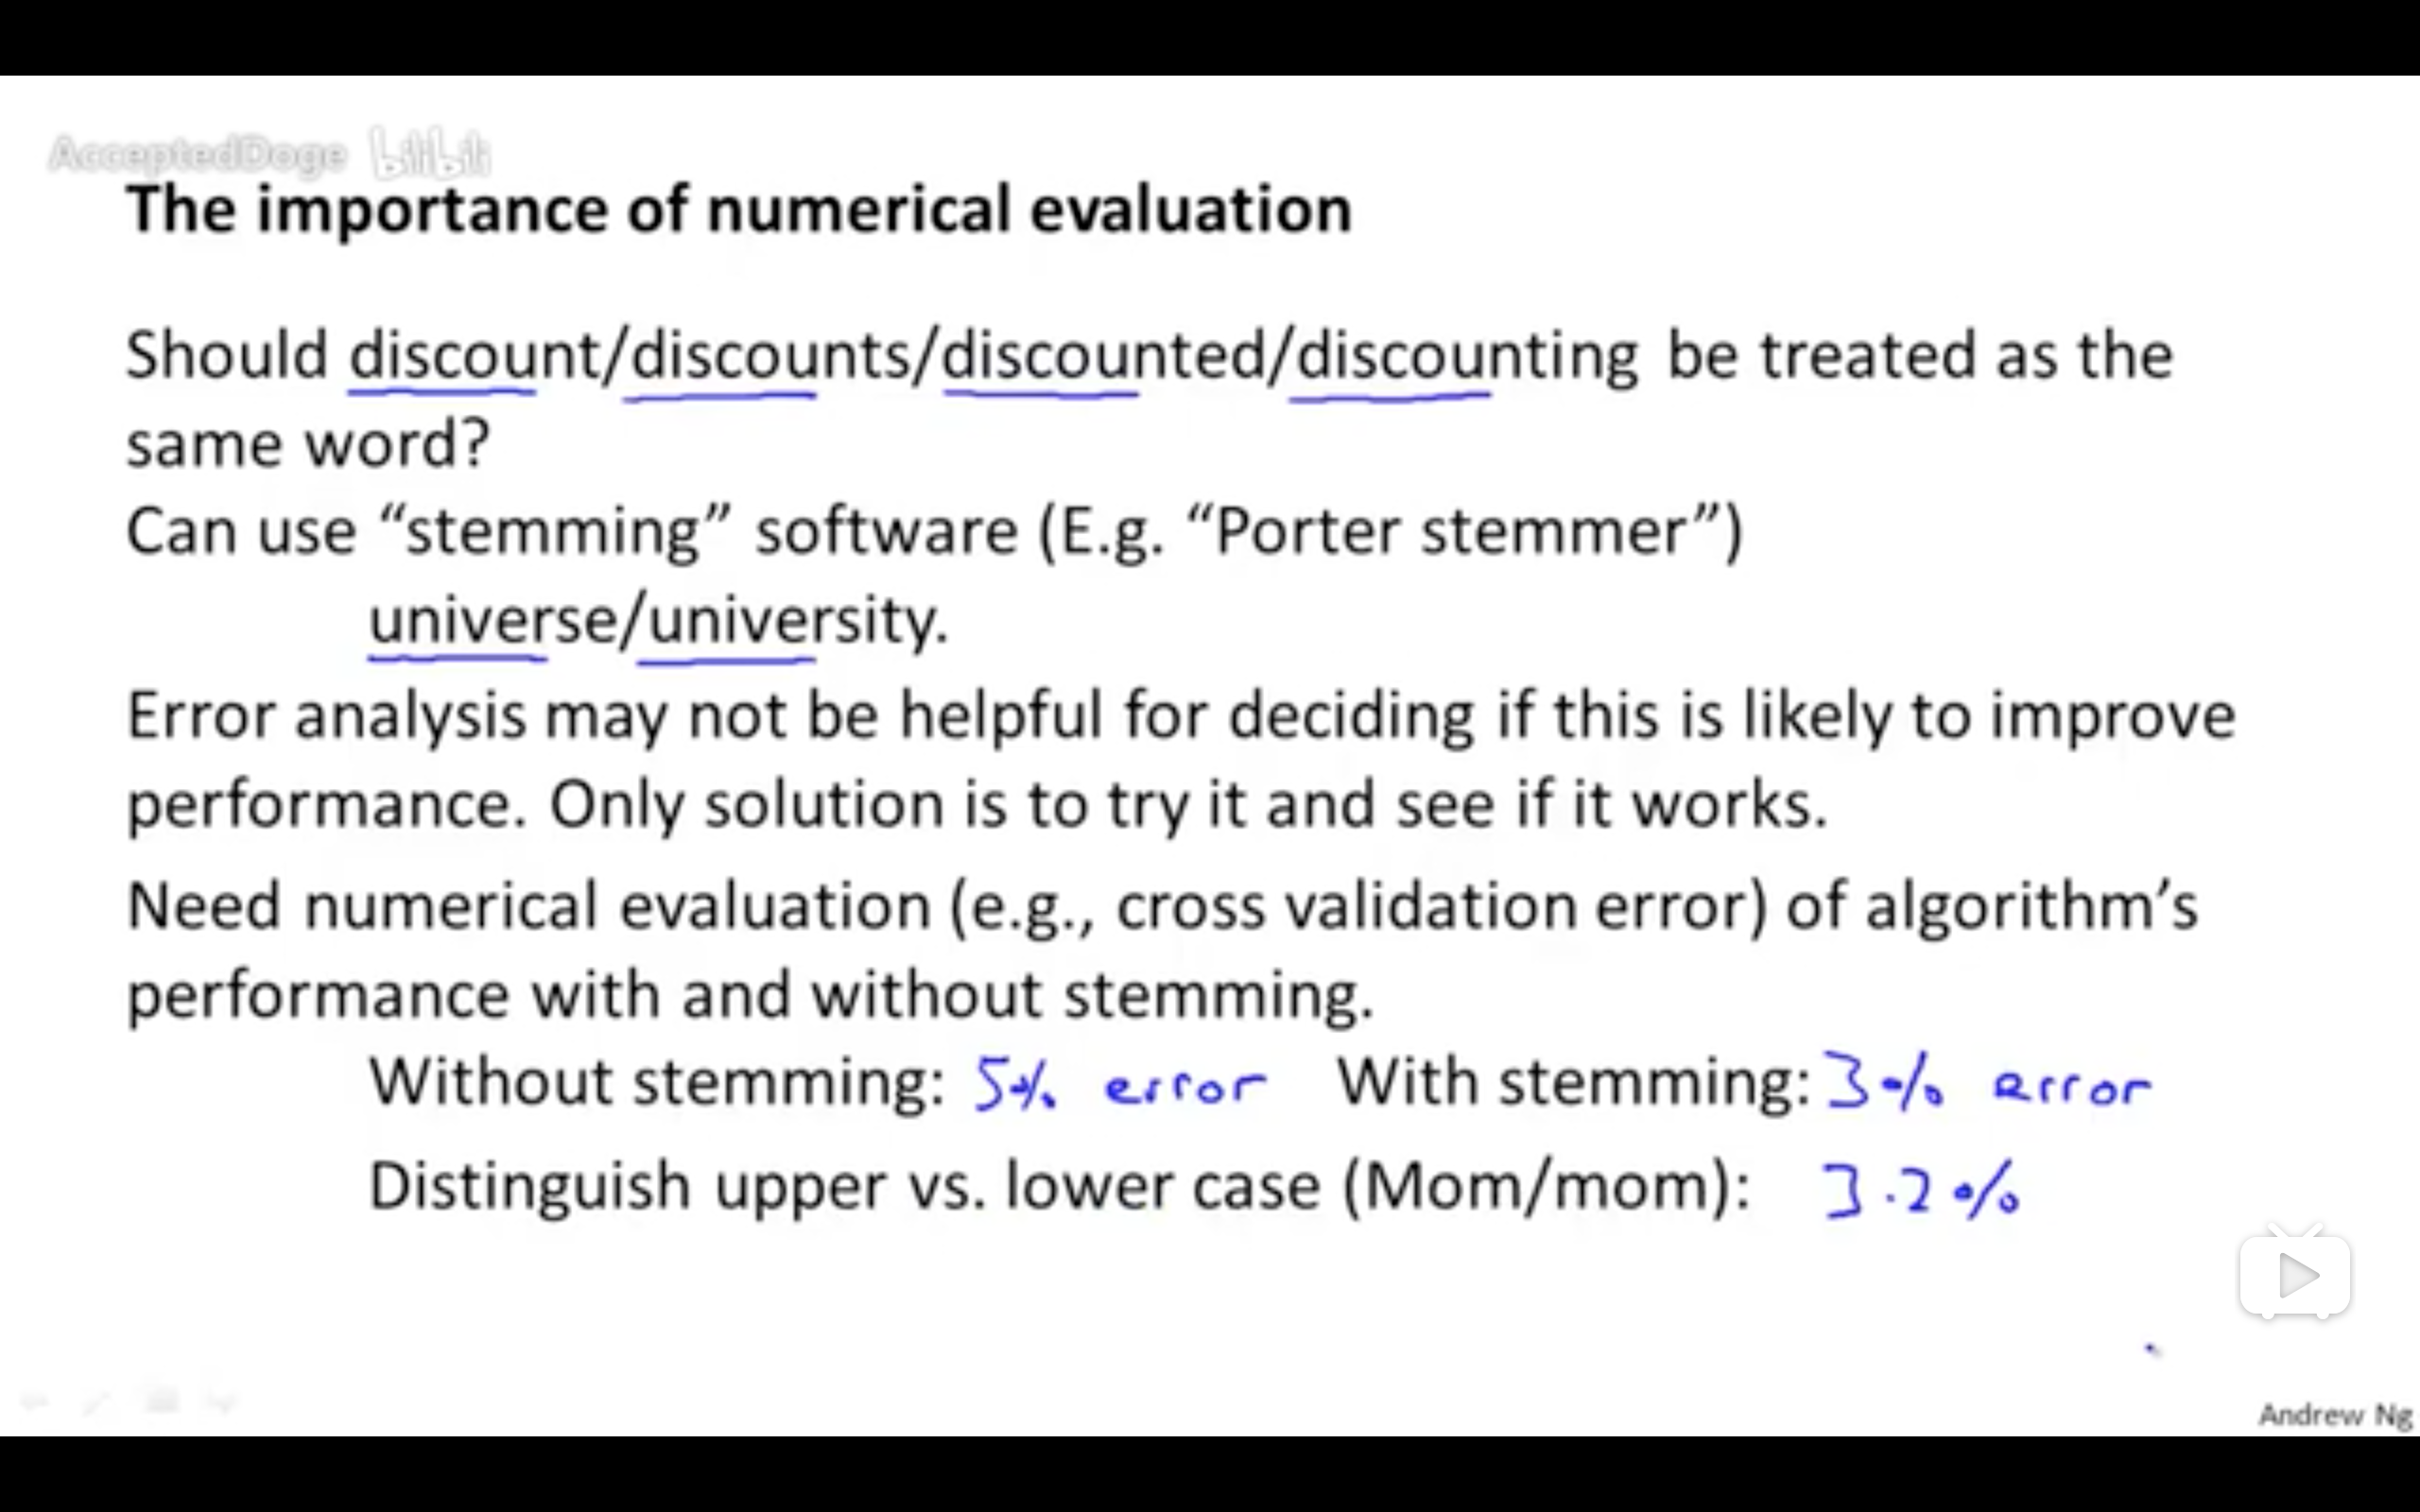 AcceptedDoge bilibili
The importance of numerical evaluation
Should discount/discounts/discounted/discounting be treated as the
same word?
Can use “stemming” software (E.g. “Porter stemmer”)
universe/university.
Error analysis may not be helpful for deciding if this is likely to improve
performance. Only solution is to try it and see if it works.
Need numerical evaluation (e.g., cross validation error) of algorithm’s
performance with and without stemming.
Without stemming: 5% error With stemming: 3% error
Distinguish upper vs. lower case (Mom/mom): 3.2%
Andrew Ng